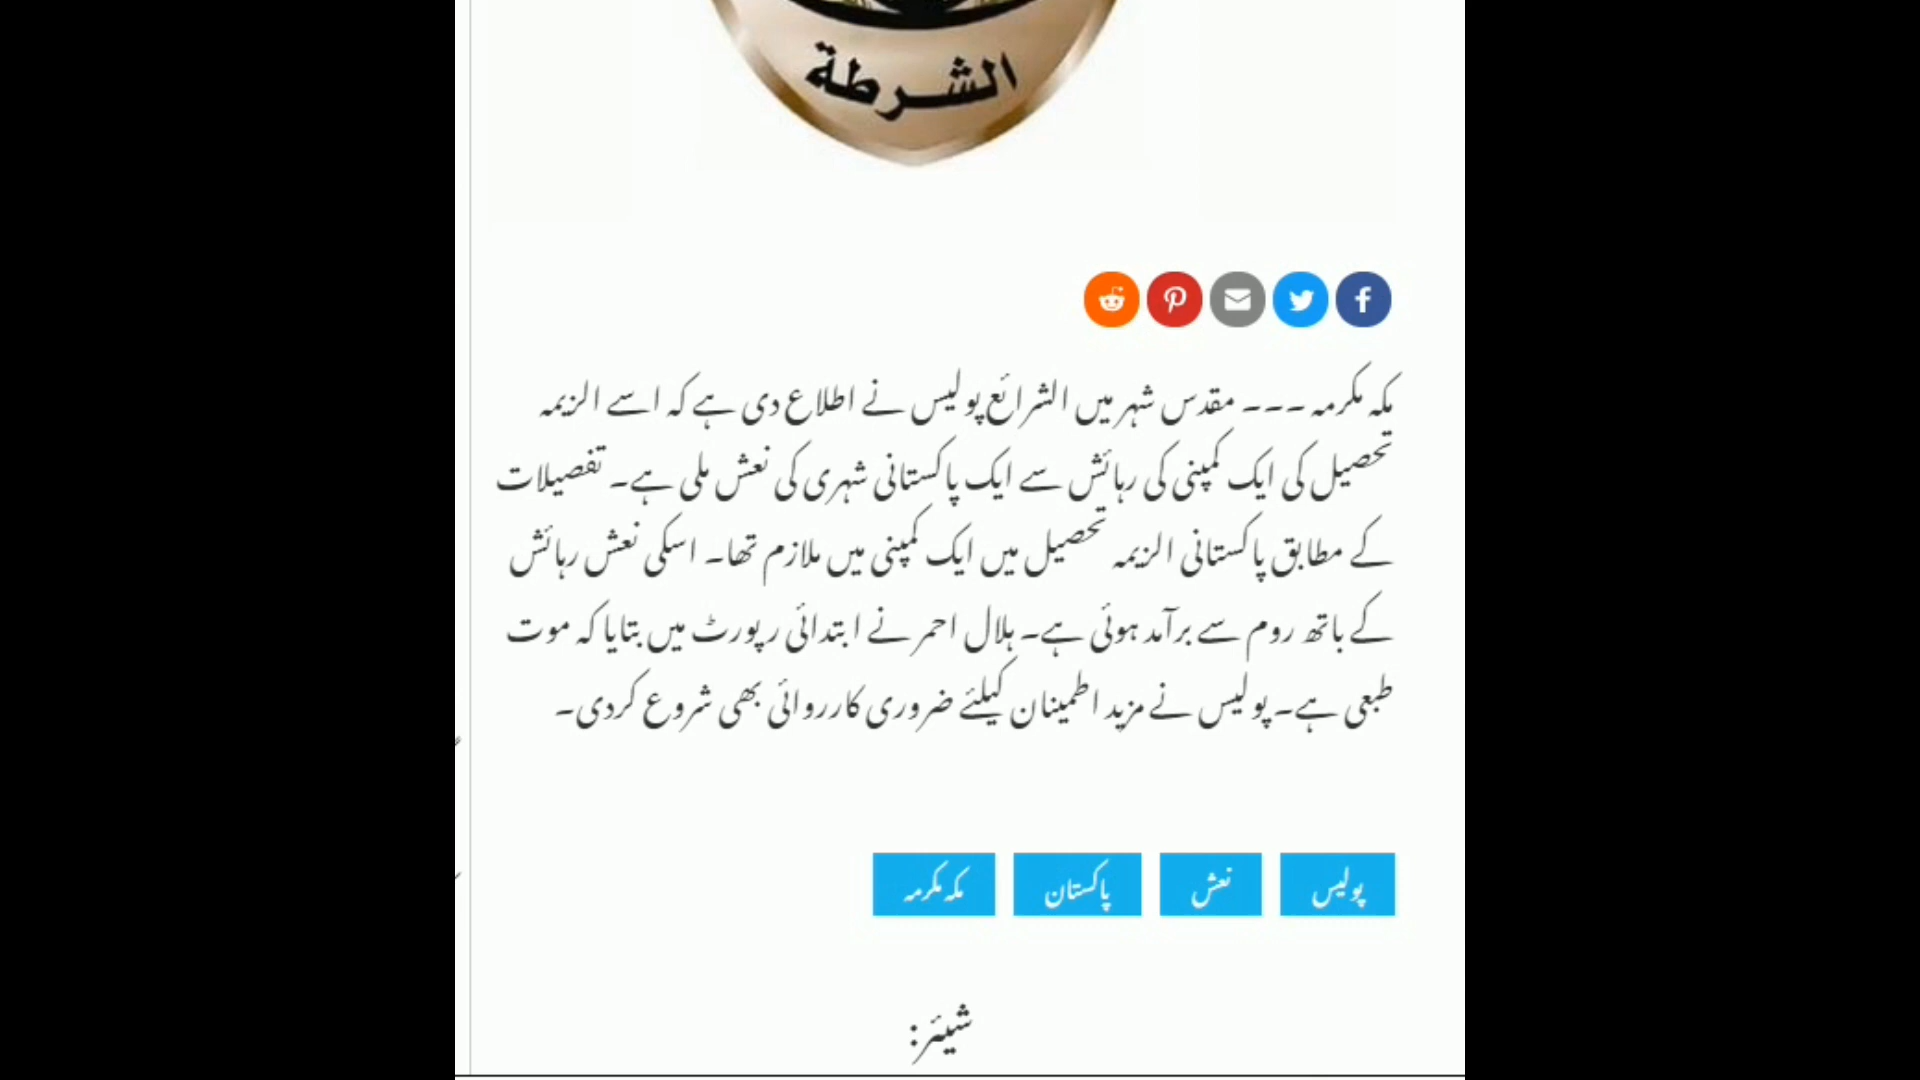 الشرطة
مکہ مکرمہ ۔۔۔ مقدس شہر میں الشرائع پولیس نے اطلاع دی ہے کہ اسے الزیمہ
تحصیل کی ایک کمپنی کی رہائش سے ایک پاکستانی شہری کی نعش ملی ہے۔ تفصیلات
کے مطابق پاکستانی الزیمہ تحصیل میں ایک کمپنی میں ملازم تھا۔ اسکی نعش رہائش
کے باتھ روم سے برآمد ہوئی ہے۔ ہلال احمر نے ابتدائی رپورٹ میں بتایا کہ موت
طبعی ہے۔ پولیس نے مزید اطمینان کیلئے ضروری کارروائی بھی شروع کردی۔
پولیس نعش پاکستان مکہ مکرمہ
شیئر: